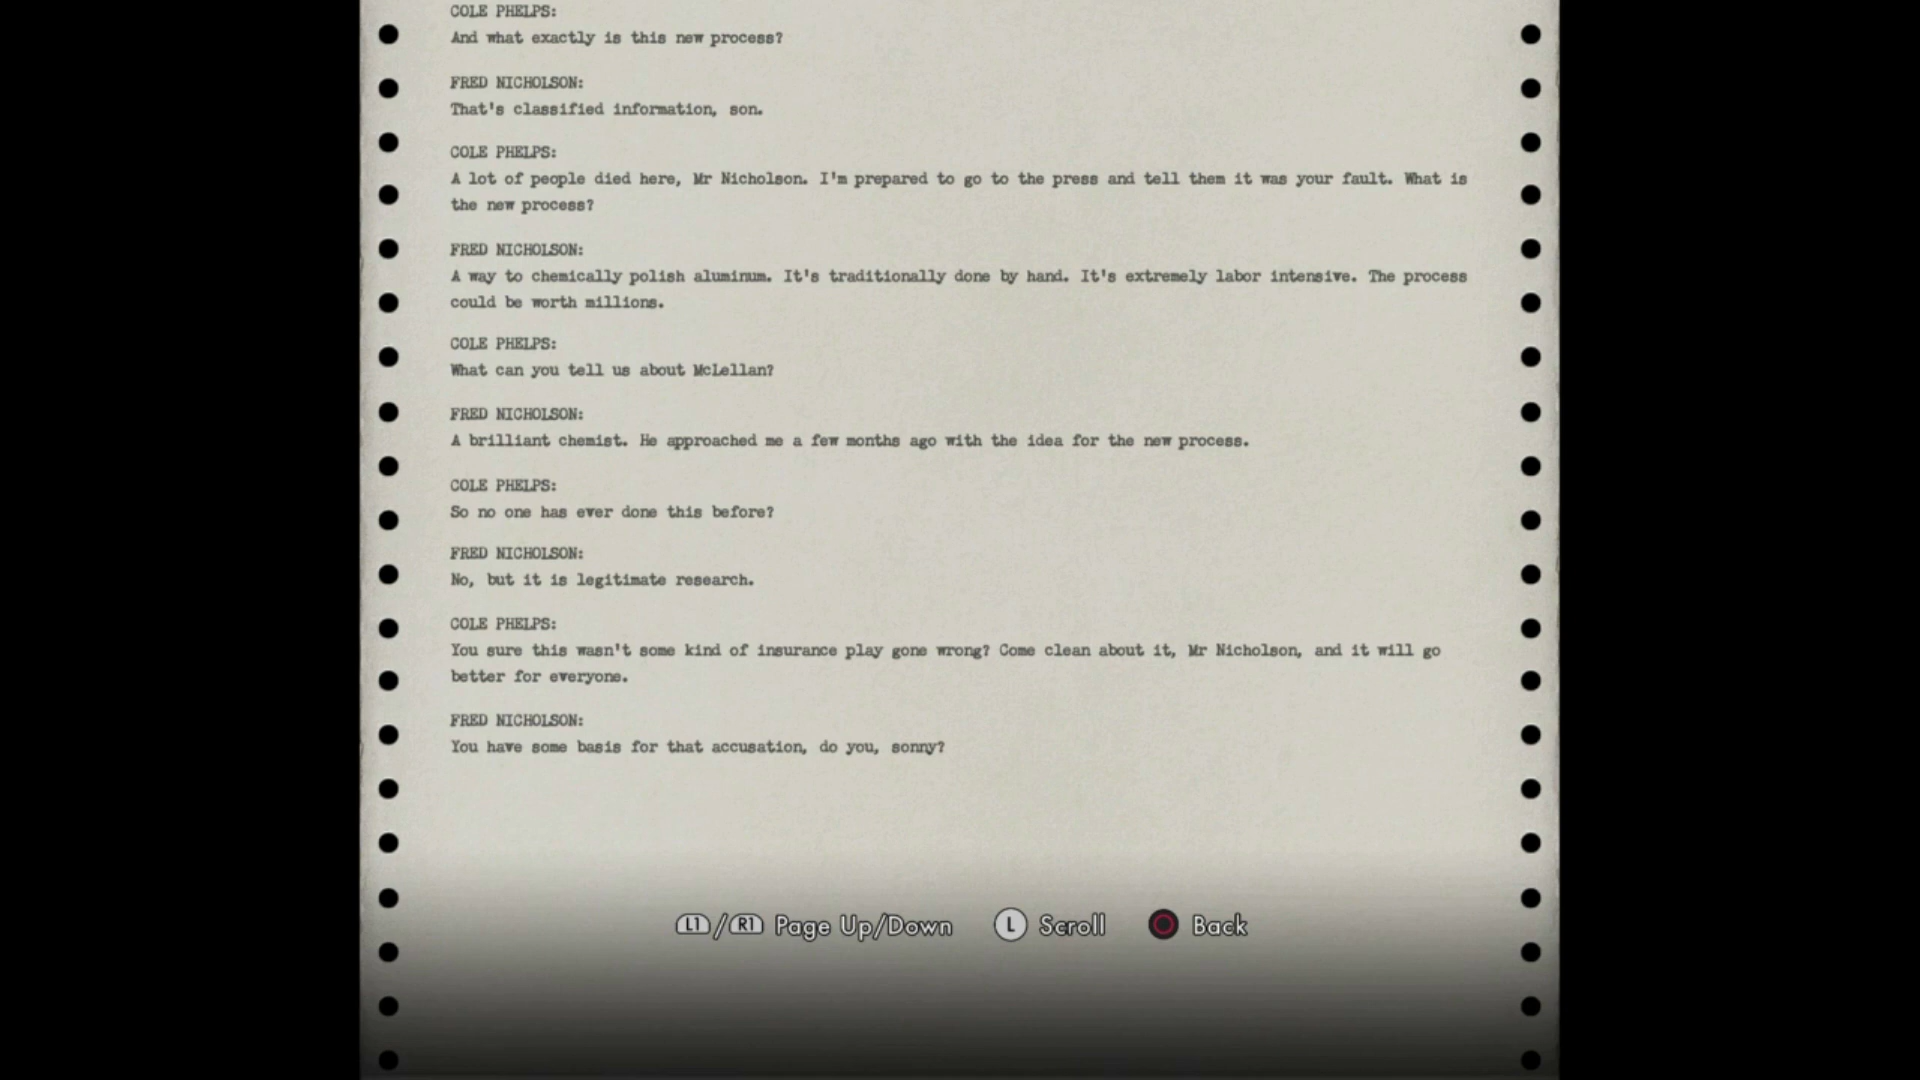 COLE PHELPS:
And what exactly is this new process?
FRED NICHOLSON:
That's classified information, son.
COLE PHELPS:
A lot of people died here, Mr Nicholson. I'm prepared to go to the press and tell them it was your fault. What is
the new process?
FRED NICHOLSON:
A way to chemically polish aluminum. It's traditionally done by hand. It's extremely labor intensive. The process
could be worth millions.
COLE PHELPS:
What can you tell us about McLellan?
FRED NICHOLSON:
A brilliant chemist. He approached me a few months ago with the idea for the new process.
COLE PHELPS:
So no one has ever done this before?
FRED NICHOLSON:
No, but it is legitimate research.
COLE PHELPS:
You sure this wasn't some kind of insurance play gone wrong? Come clean about it, Mr Nicholson, and it will go
better for everyone.
FRED NICHOLSON:
You have some basis for that accusation, do you, sonny?
L1/R1 Page Up/Down L Scroll Back